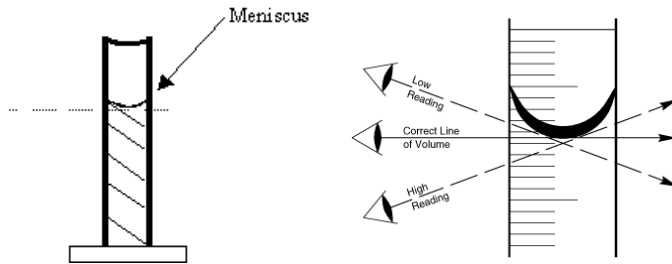 Meniscus
Low
Reading
Correct Line
of Volume
High
Reading